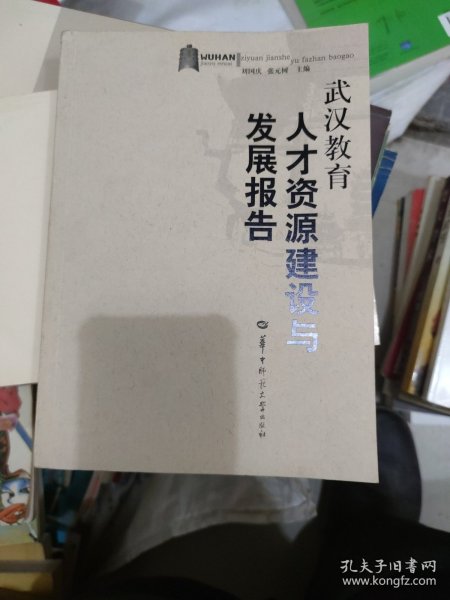 WUHAN
jiaoyu rencai
ziyuan jianshe yu fazhan baogao
刘国庆 张元树 主编
武汉教育
人才资源建设与
发展报告
华中师范大学出版社
孔夫子旧书网
www.kongfz.com